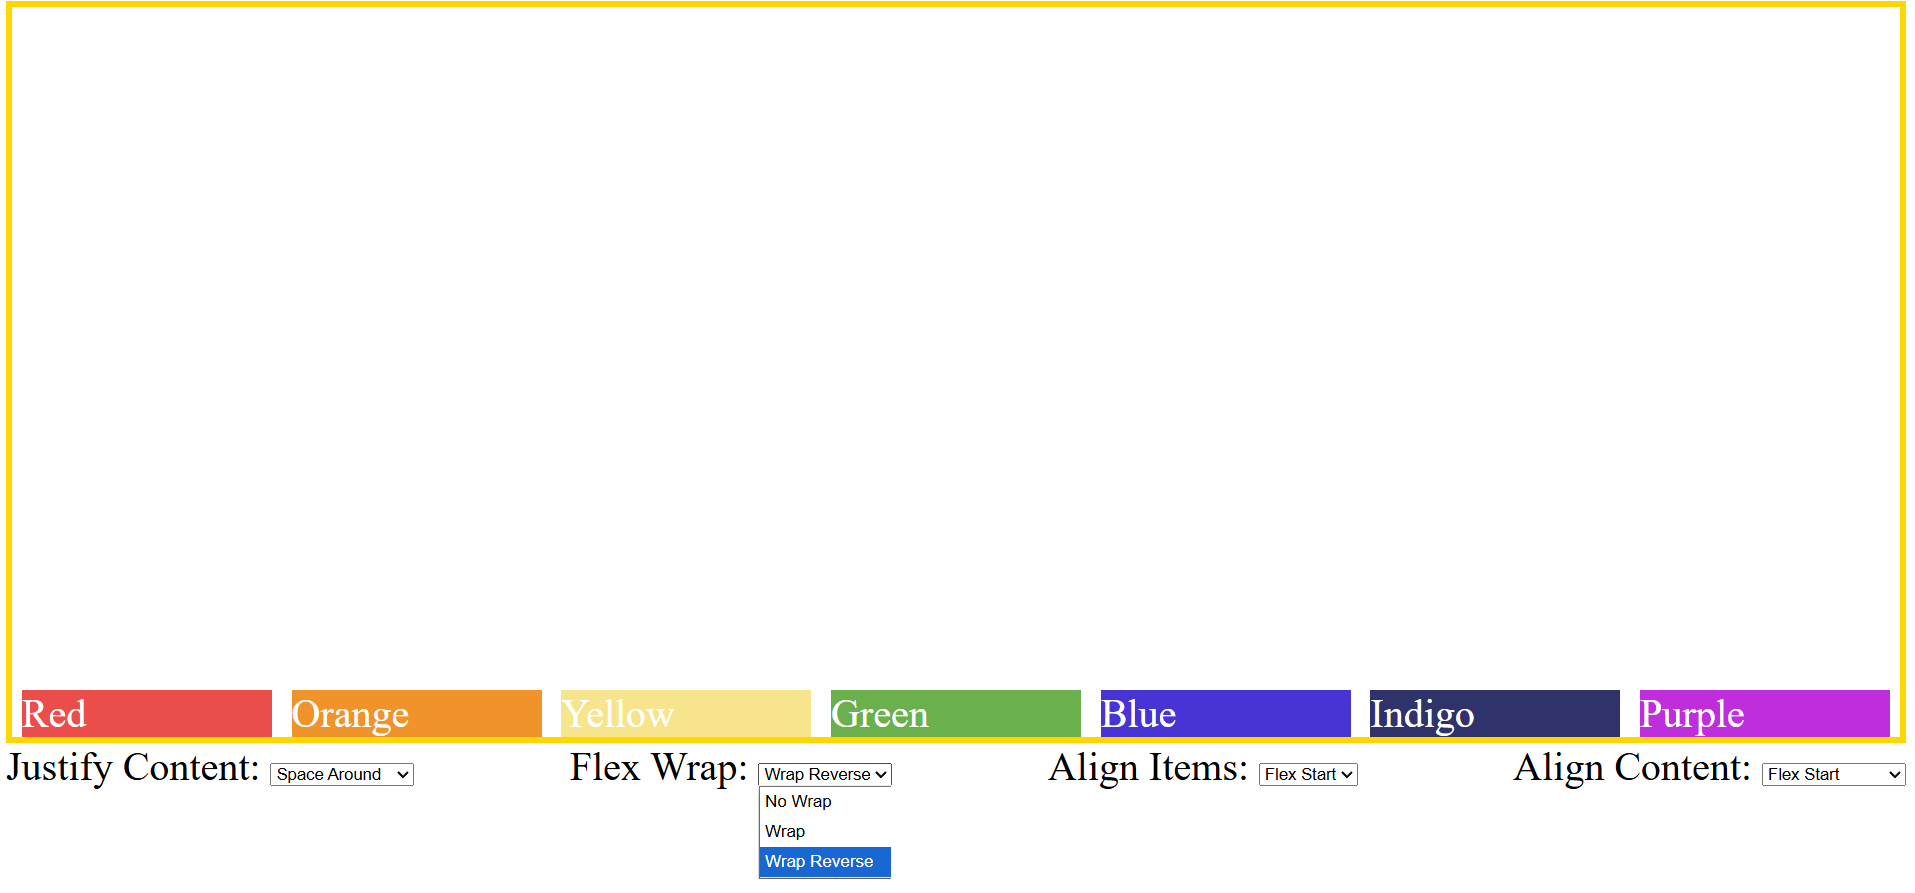 Red Orange Yellow Green Blue Indigo Purple
Justify Content: Space Around Flex Wrap: Wrap Reverse Align Items: Flex Start Align Content: Flex Start
No Wrap
Wrap
Wrap Reverse